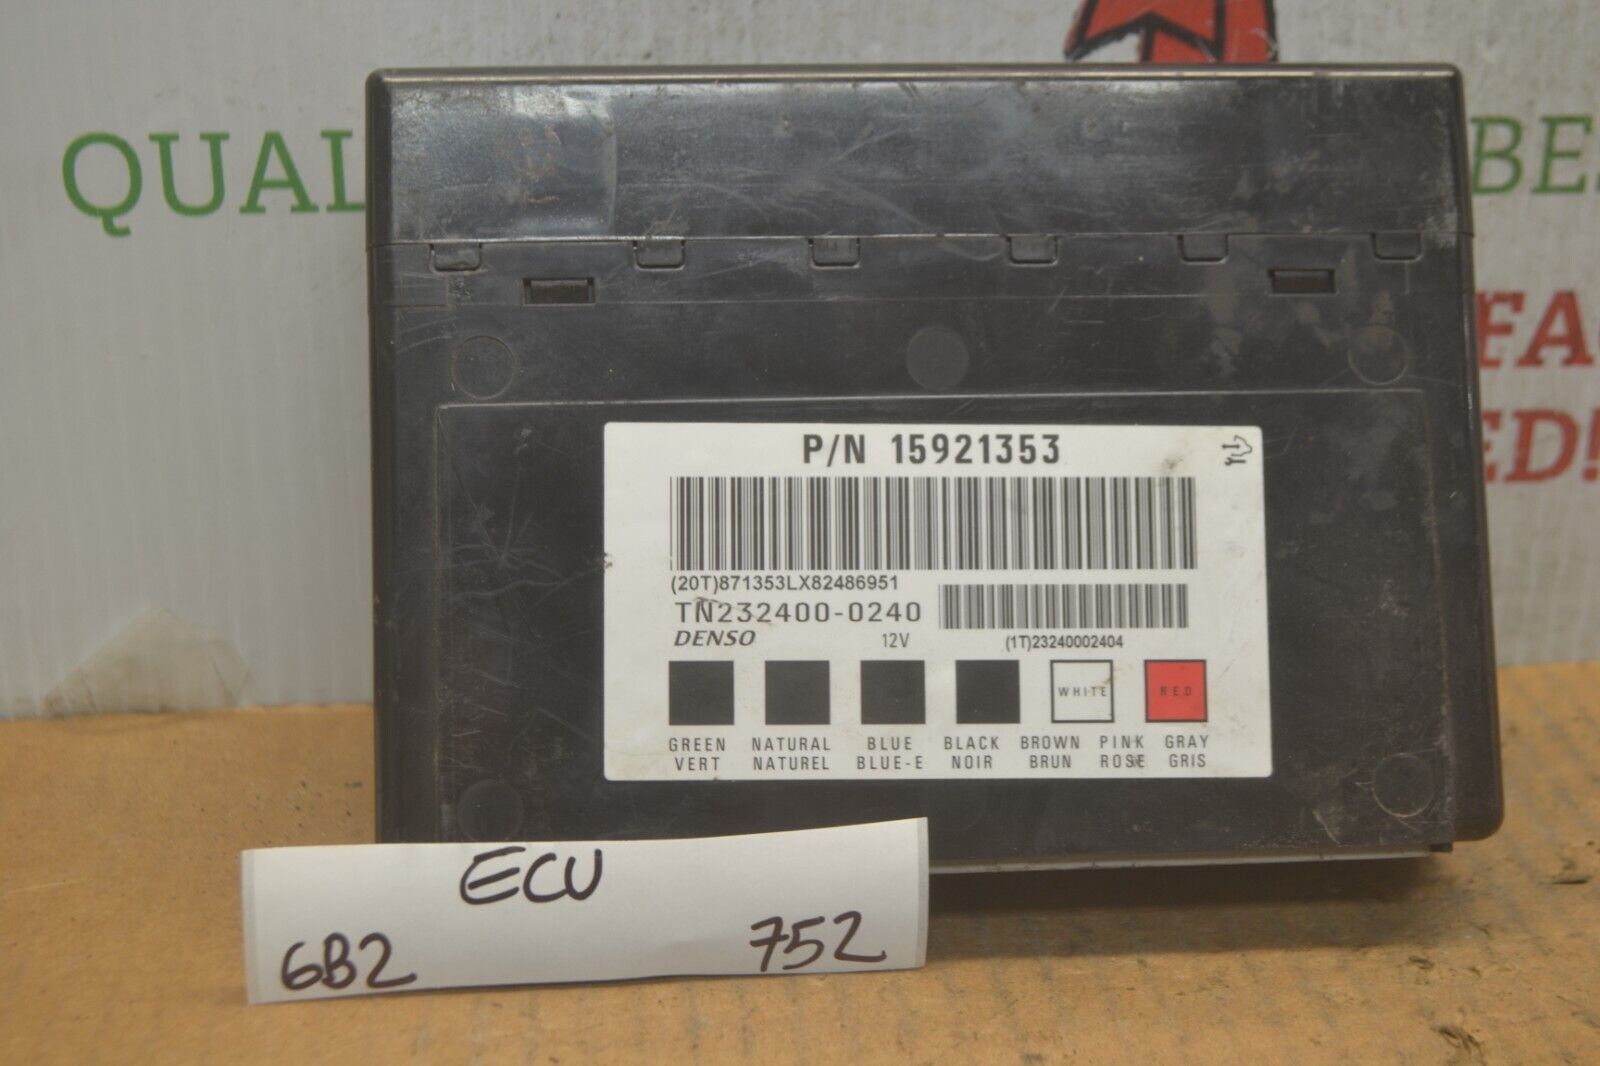 QUAL
BE
FA
ED!
P/N 15921353
(20T)871353LX82486951
TN232400-0240
DENSO 12V (1T)23240002404
WHITE RED
GREEN NATURAL BLUE BLACK BROWN PINK GRAY
VERT NATUREL BLUE-E NOIR BRUN ROSE GRIS
ECU
6B2 752